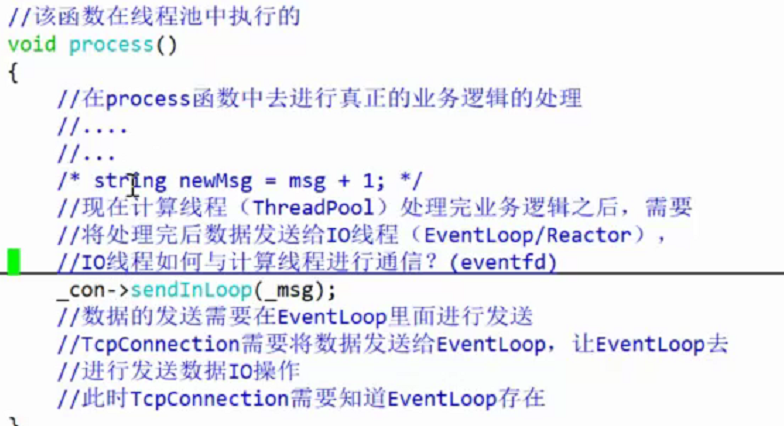 //该函数在线程池中执行的
void process()
{
//在process函数中去进行真正的业务逻辑的处理
//....
//...
/* string newMsg = msg + 1; */
//现在计算线程（ThreadPool）处理完业务逻辑之后，需要
//将处理完后数据发送给IO线程（EventLoop/Reactor），
//IO线程如何与计算线程进行通信？(eventfd)
_con->sendInLoop(_msg);
//数据的发送需要在EventLoop里面进行发送
//TcpConnection需要将数据发送给EventLoop，让EventLoop去
//进行发送数据IO操作
//此时TcpConnection需要知道EventLoop存在
}